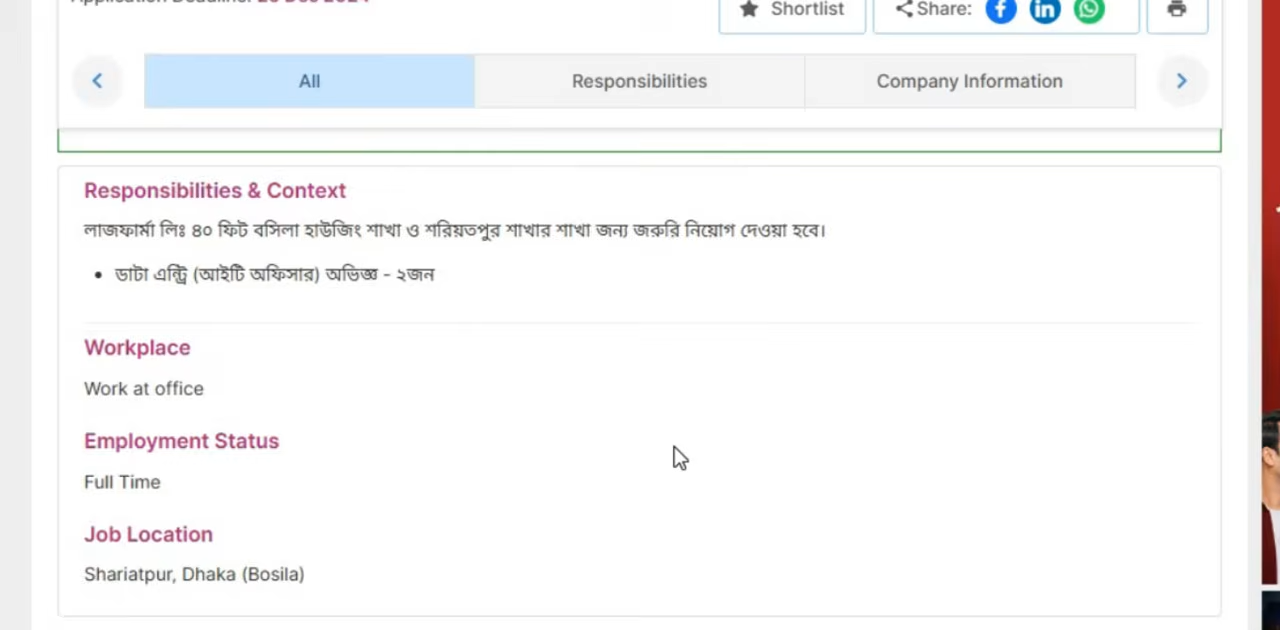 Shortlist
Share:
All
Responsibilities
Company Information
Responsibilities & Context
লাজফার্মা লিঃ ৪০ ফিট বসিলা হাউজিং শাখা ও শরিয়তপুর শাখার শাখা জন্য জরুরি নিয়োগ দেওয়া হবে।
• ডাটা এন্ট্রি (আইটি অফিসার) অভিজ্ঞ - ২জন
Workplace
Work at office
Employment Status
Full Time
Job Location
Shariatpur, Dhaka (Bosila)